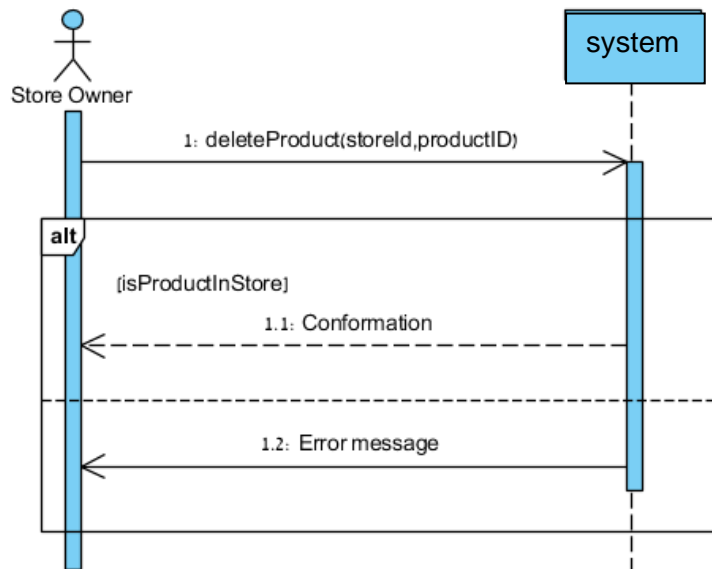 system
Store Owner
1: deleteProduct(storeId,productID)
alt
[isProductInStore]
1.1: Conformation
1.2: Error message